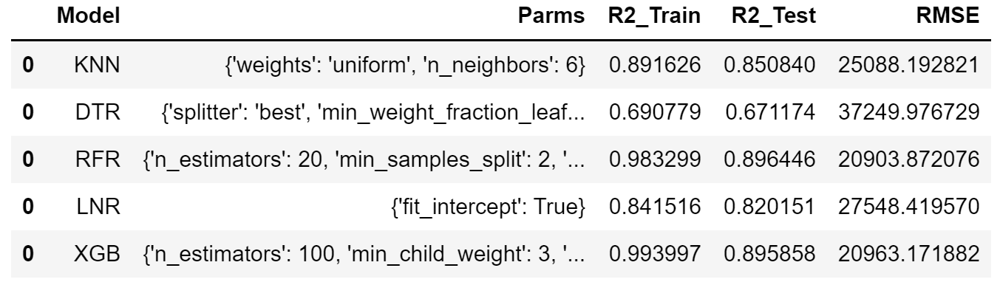 Model Parms R2_Train R2_Test RMSE
0 KNN {'weights': 'uniform', 'n_neighbors': 6} 0.891626 0.850840 25088.192821
0 DTR {'splitter': 'best', 'min_weight_fraction_leaf... 0.690779 0.671174 37249.976729
0 RFR {'n_estimators': 20, 'min_samples_split': 2, '... 0.983299 0.896446 20903.872076
0 LNR {'fit_intercept': True} 0.841516 0.820151 27548.419570
0 XGB {'n_estimators': 100, 'min_child_weight': 3, '... 0.993997 0.895858 20963.171882